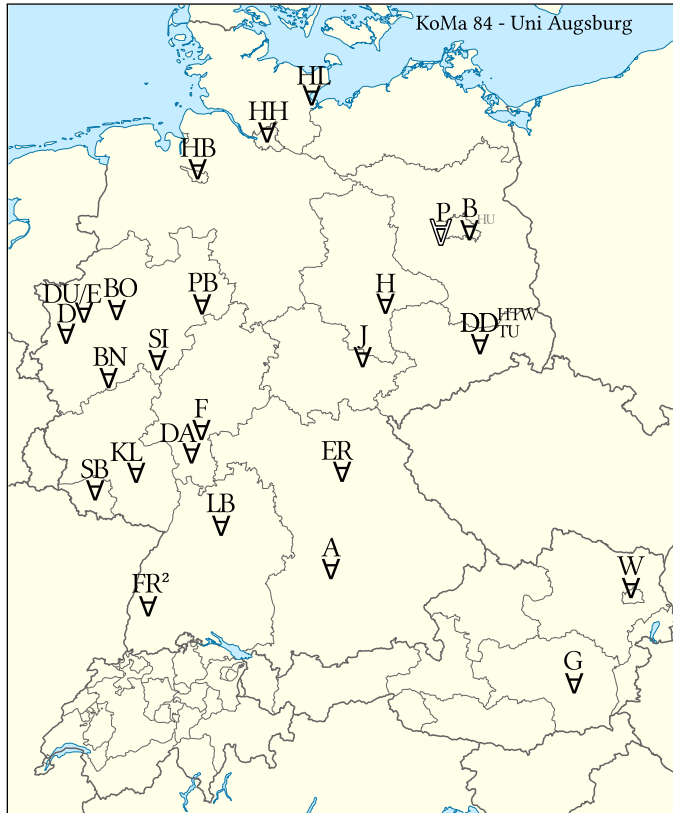 KoMa 84 - Uni Augsburg
HL
HH
HB
P
B
HU
DU/E
BO
PB
H
D
DD
HTW
TU
J
SI
BN
F
DA
KL
ER
SB
LB
A
W
FR²
G